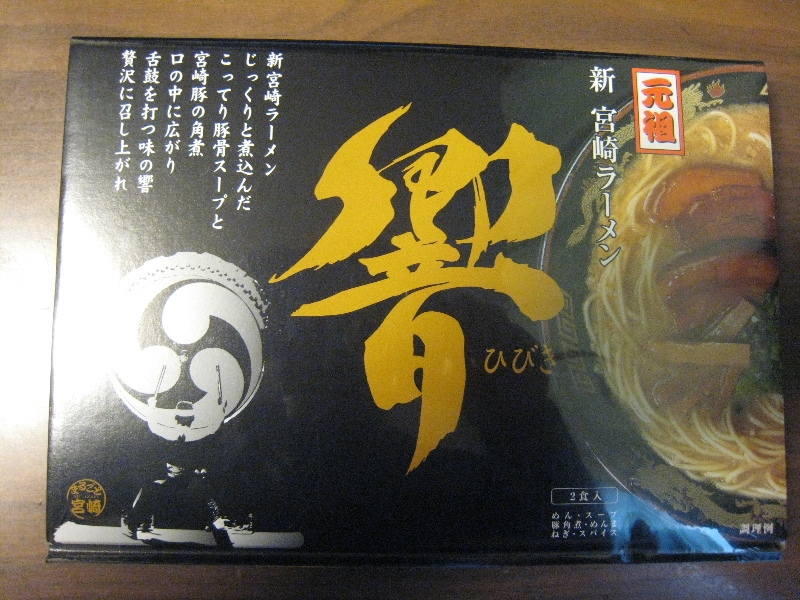 元祖
新 宮崎ラーメン
響
ひびき
新宮崎ラーメン
じっくりと煮込んだ
こってり豚骨スープと
宮崎豚の角煮
口の中に広がり
舌鼓を打つ味の響
贅沢に召し上がれ
まるごと
宮崎
2食入
めん・スープ
豚角煮・めんま
ねぎ・スパイス
調理例